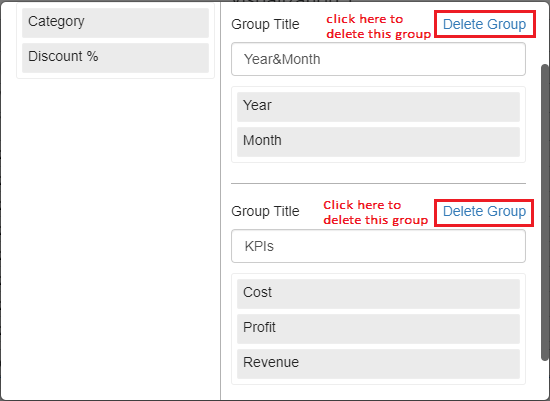 Category
Discount %
Group Title
click here to
delete this group
Delete Group
Year&Month
Year
Month
Group Title
Click here to
delete this group
Delete Group
KPIs
Cost
Profit
Revenue